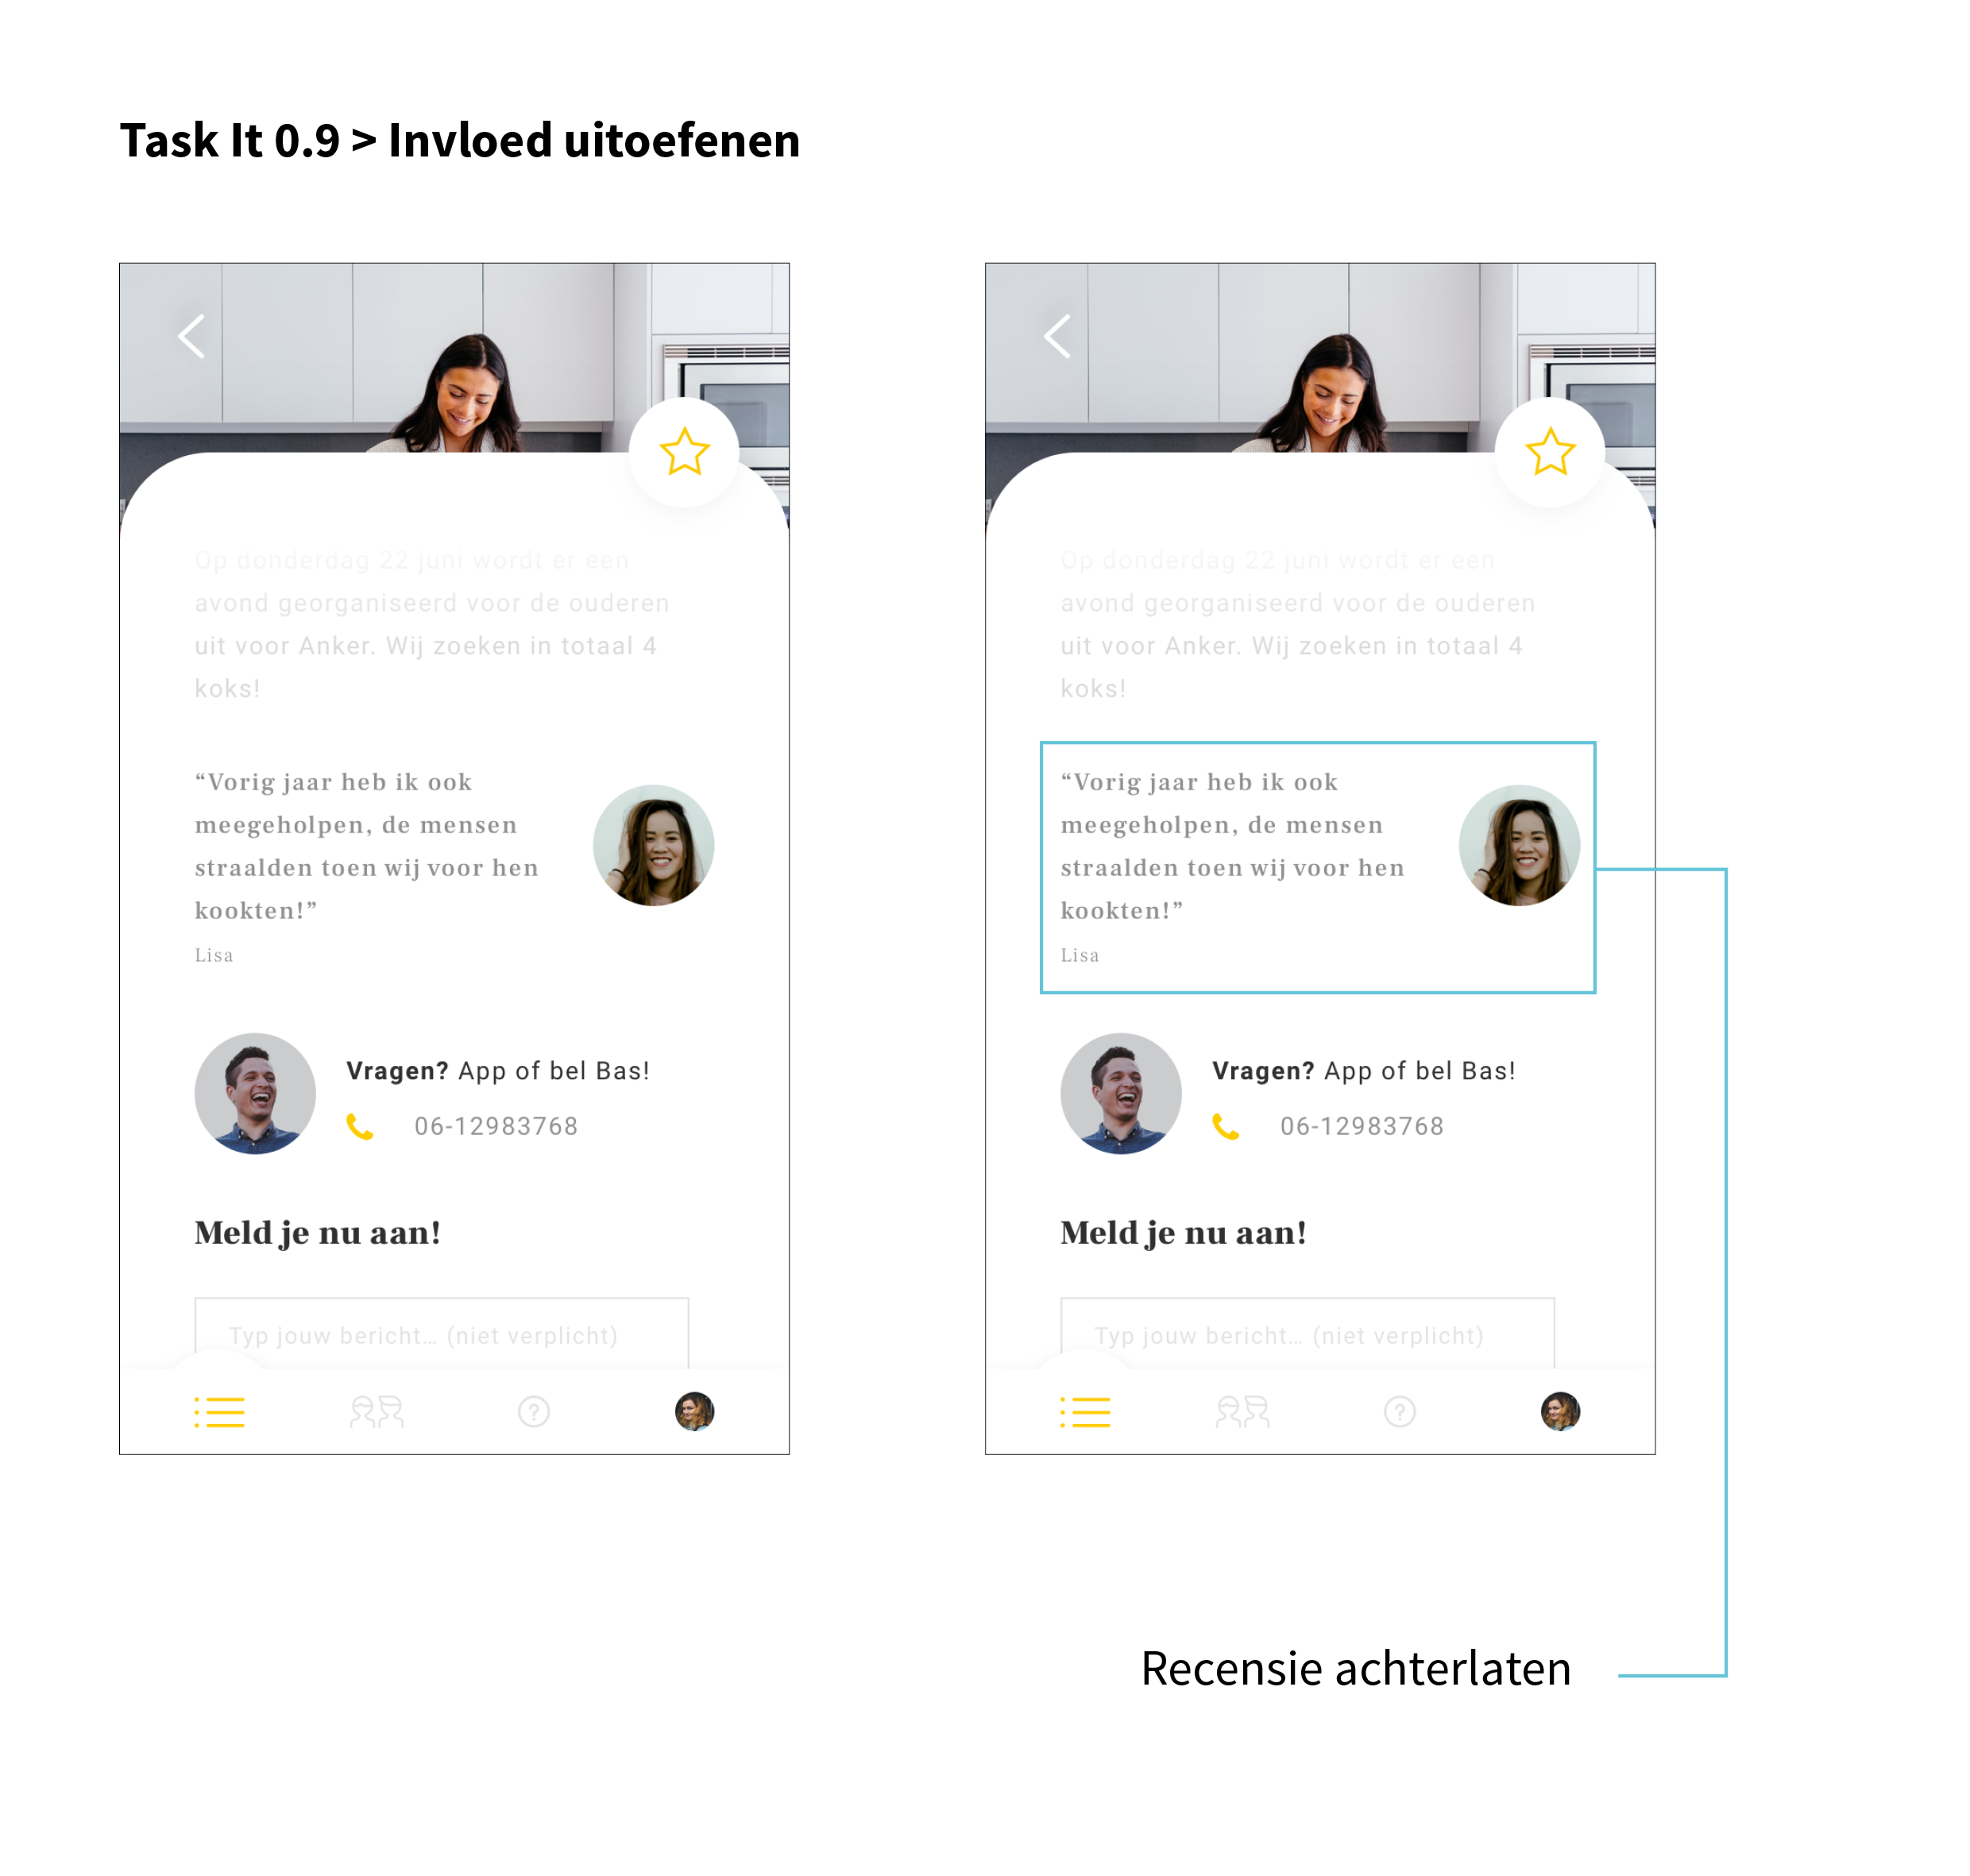 Task It 0.9 > Invloed uitoefenen
Op donderdag 22 juni wordt er een
avond georganiseerd voor de ouderen
uit voor Anker. Wij zoeken in totaal 4
koks!
“Vorig jaar heb ik ook
meegeholpen, de mensen
straalden toen wij voor hen
kookten!”
Lisa
Vragen? App of bel Bas!
06-12983768
Meld je nu aan!
Typ jouw bericht... (niet verplicht)
Op donderdag 22 juni wordt er een
avond georganiseerd voor de ouderen
uit voor Anker. Wij zoeken in totaal 4
koks!
“Vorig jaar heb ik ook
meegeholpen, de mensen
straalden toen wij voor hen
kookten!”
Lisa
Vragen? App of bel Bas!
06-12983768
Meld je nu aan!
Typ jouw bericht... (niet verplicht)
Recensie achterlaten